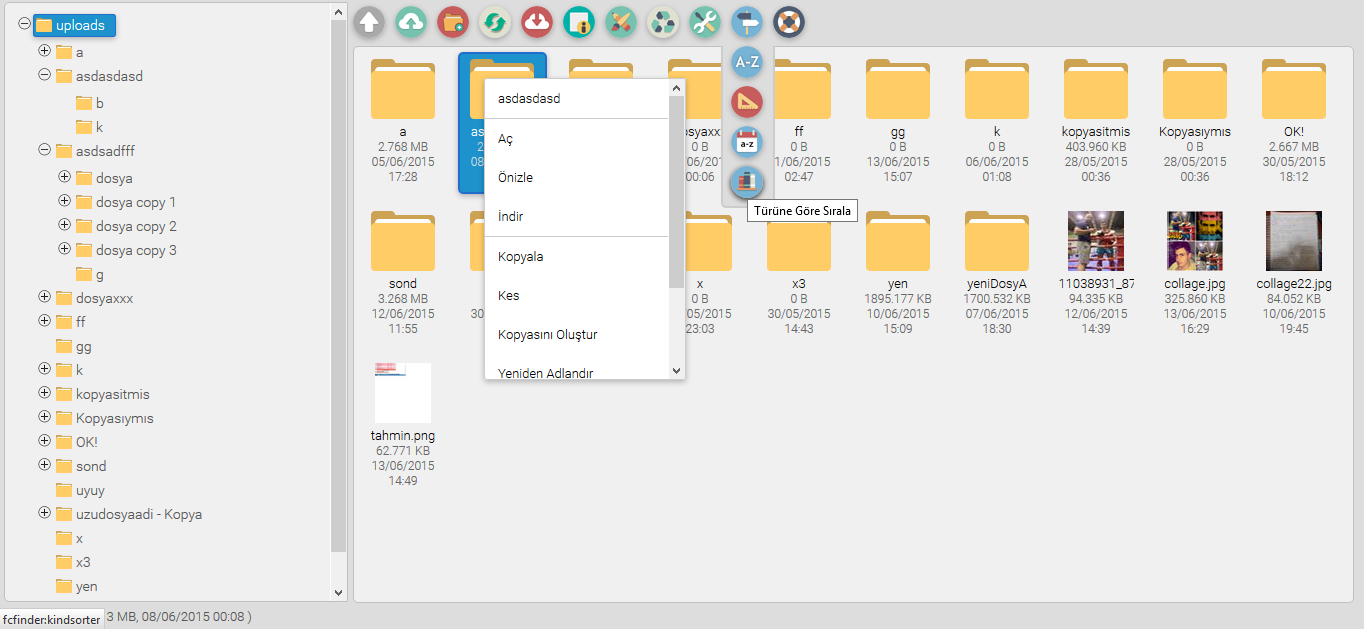 uploads
a
asdasdasd
b
k
asdsadfff
dosya
dosya copy 1
dosya copy 2
dosya copy 3
g
dosyaxxx
ff
gg
k
kopyasitmis
Kopyasıymıs
OK!
sond
uyuy
uzudosyaadi - Kopya
x
x3
yen
fcfinder:kindsorter
3 MB, 08/06/2015 00:08 )
A-Z
a-z
Türüne Göre Sırala
asdasdasd
Aç
Önizle
İndir
Kopyala
Kes
Kopyasını Oluştur
Yeniden Adlandır
a
2.768 MB
05/06/2015
17:28
as
2
08
osyaxx
0 B
/06/201
00:06
ff
0 B
1/06/2015
02:47
gg
0 B
13/06/2015
15:07
k
0 B
06/06/2015
01:08
kopyasitmis
403.960 KB
28/05/2015
00:36
Kopyasıymıs
0 B
28/05/2015
00:36
OK!
2.667 MB
30/05/2015
18:12
sond
3.268 MB
12/06/2015
11:55
30
x
0 B
/05/2015
23:03
x3
0 B
30/05/2015
14:43
yen
1895.177 KB
10/06/2015
15:09
yeniDosyA
1700.532 KB
07/06/2015
18:30
11038931_87
94.335 KB
12/06/2015
14:39
collage.jpg
325.860 KB
13/06/2015
16:29
collage22.jpg
84.052 KB
10/06/2015
19:45
tahmin.png
62.771 KB
13/06/2015
14:49